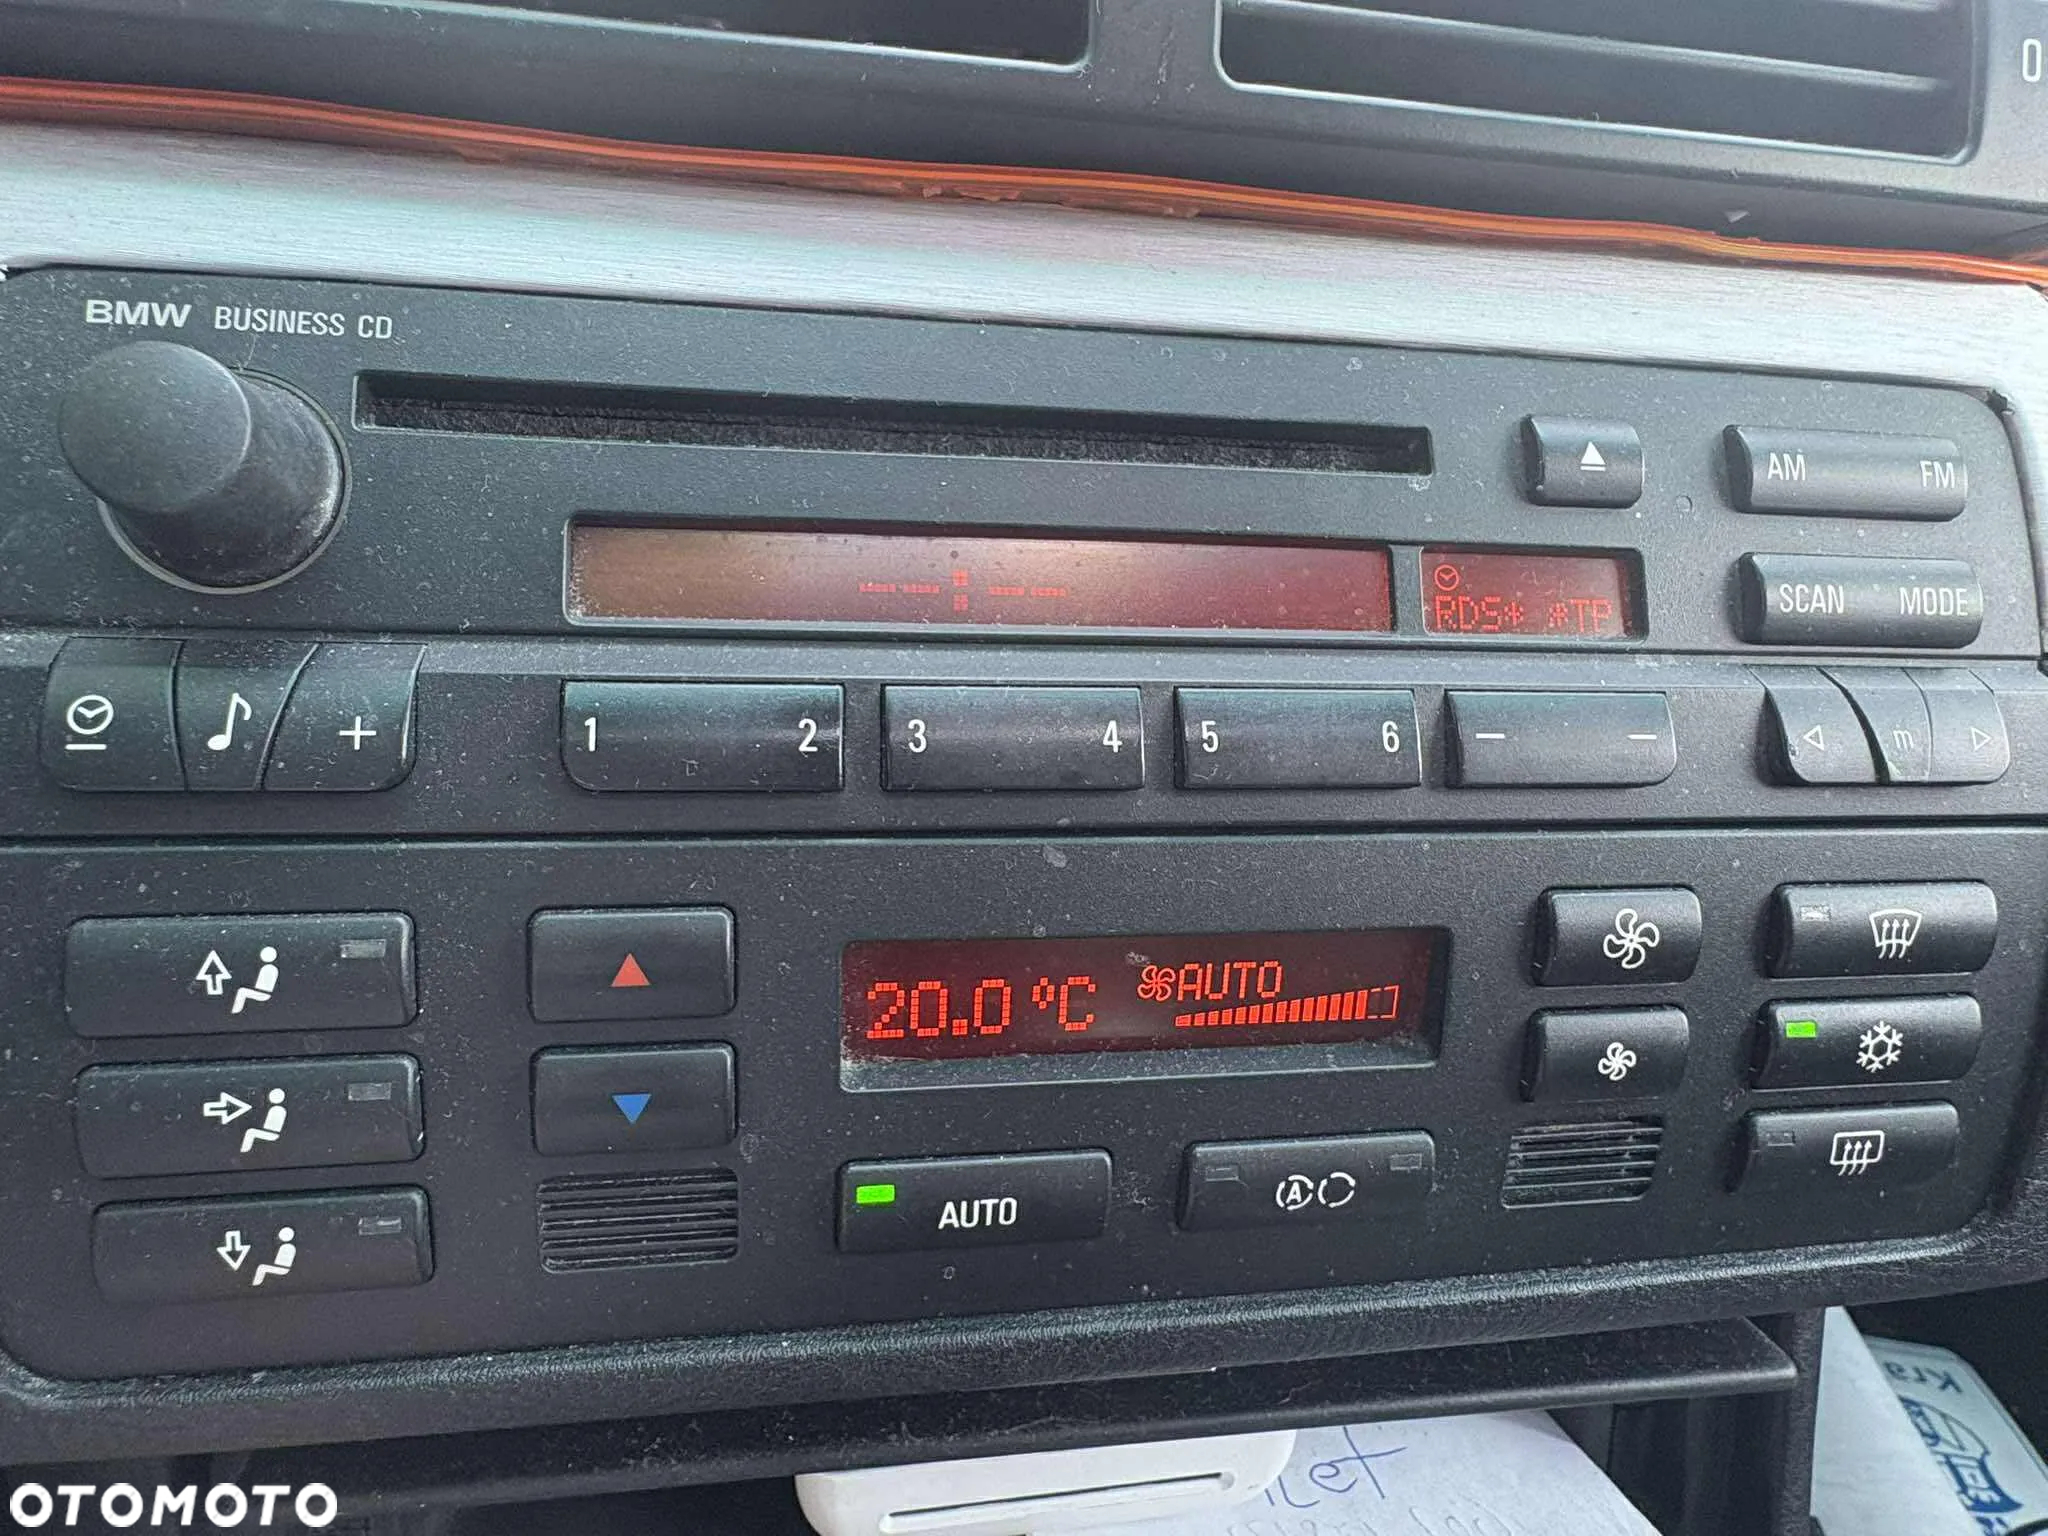 0
BMW BUSINESS CD
AM FM
SCAN MODE
RDS* *TP
1 2 3 4 5 6
m
20.0 °C AUTO
AUTO
A
OTOMOTO